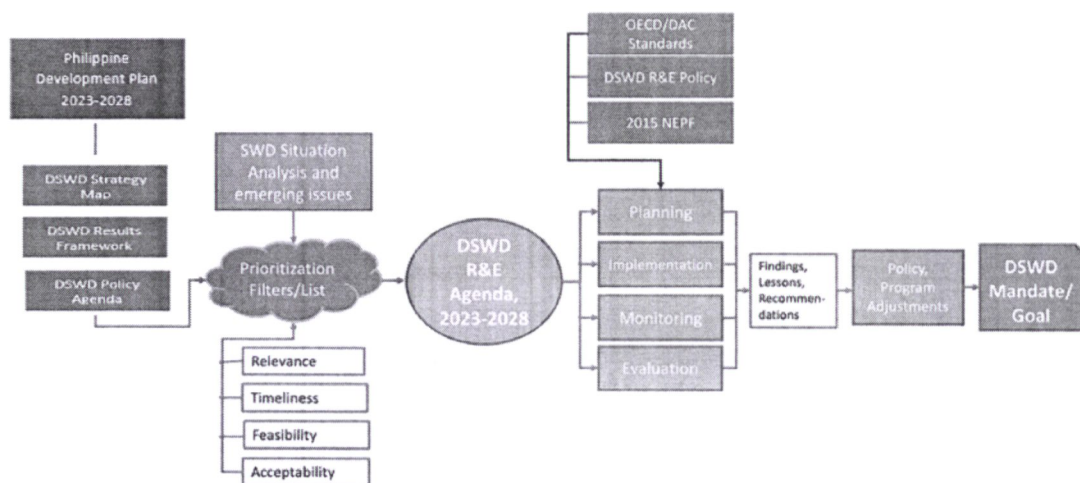 Philippine
Development Plan
2023-2028
DSWD Strategy
Map
DSWD Results
Framework
DSWD Policy
Agenda
SWD Situation
Analysis and
emerging issues
Prioritization
Filters/List
Relevance
Timeliness
Feasibility
Acceptability
DSWD
R&E
Agenda,
2023-2028
OECD/DAC
Standards
DSWD R&E Policy
2015 NEPF
Planning
Implementation
Monitoring
Evaluation
Findings,
Lessons,
Recommen-
dations
Policy,
Program
Adjustments
DSWD
Mandate/
Goal